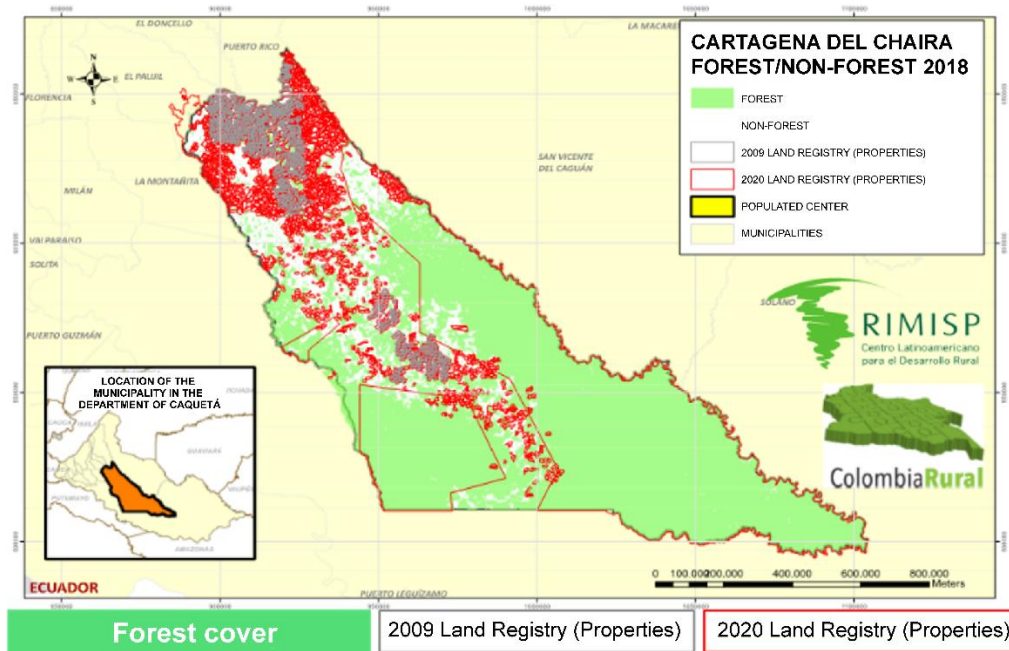 EL DONCELLO
LA MACARE
PUERTO RICO
N
W E
S
EL PAUJIL
FLORENCIA
CARTAGENA DEL CHAIRA
FOREST/NON-FOREST 2018
FOREST
NON-FOREST
2009 LAND REGISTRY (PROPERTIES)
2020 LAND REGISTRY (PROPERTIES)
POPULATED CENTER
MUNICIPALITIES
SAN VICENTE
DEL CAGUÁN
LA MONTAÑITA
MILÁN
VALPARAISO
SOLITA
SOLANO
PUERTO GUZMÁN
RIMISP
Centro Latinoamericano
para el Desarrollo Rural
LOCATION OF THE
MUNICIPALITY IN THE
DEPARTMENT OF CAQUETÁ
PUTUMAYO
AMAZONAS
ColombiaRural
ECUADOR
PUERTO LEGUÍZAMO
0 100.000 200.000 400.000 600.000 800.000
Meters
Forest cover
2009 Land Registry (Properties)
2020 Land Registry (Properties)